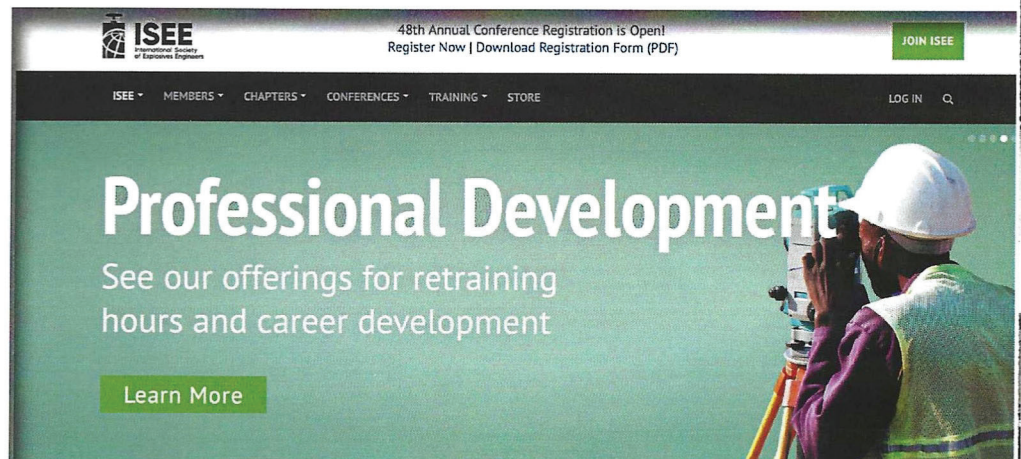 ISEE
International Society
of Explosives Engineers
48th Annual Conference Registration is Open!
Register Now | Download Registration Form (PDF)
JOIN ISEE
ISEE
MEMBERS
CHAPTERS
CONFERENCES
TRAINING
STORE
LOG IN
Professional Development
See our offerings for retraining
hours and career development
Learn More